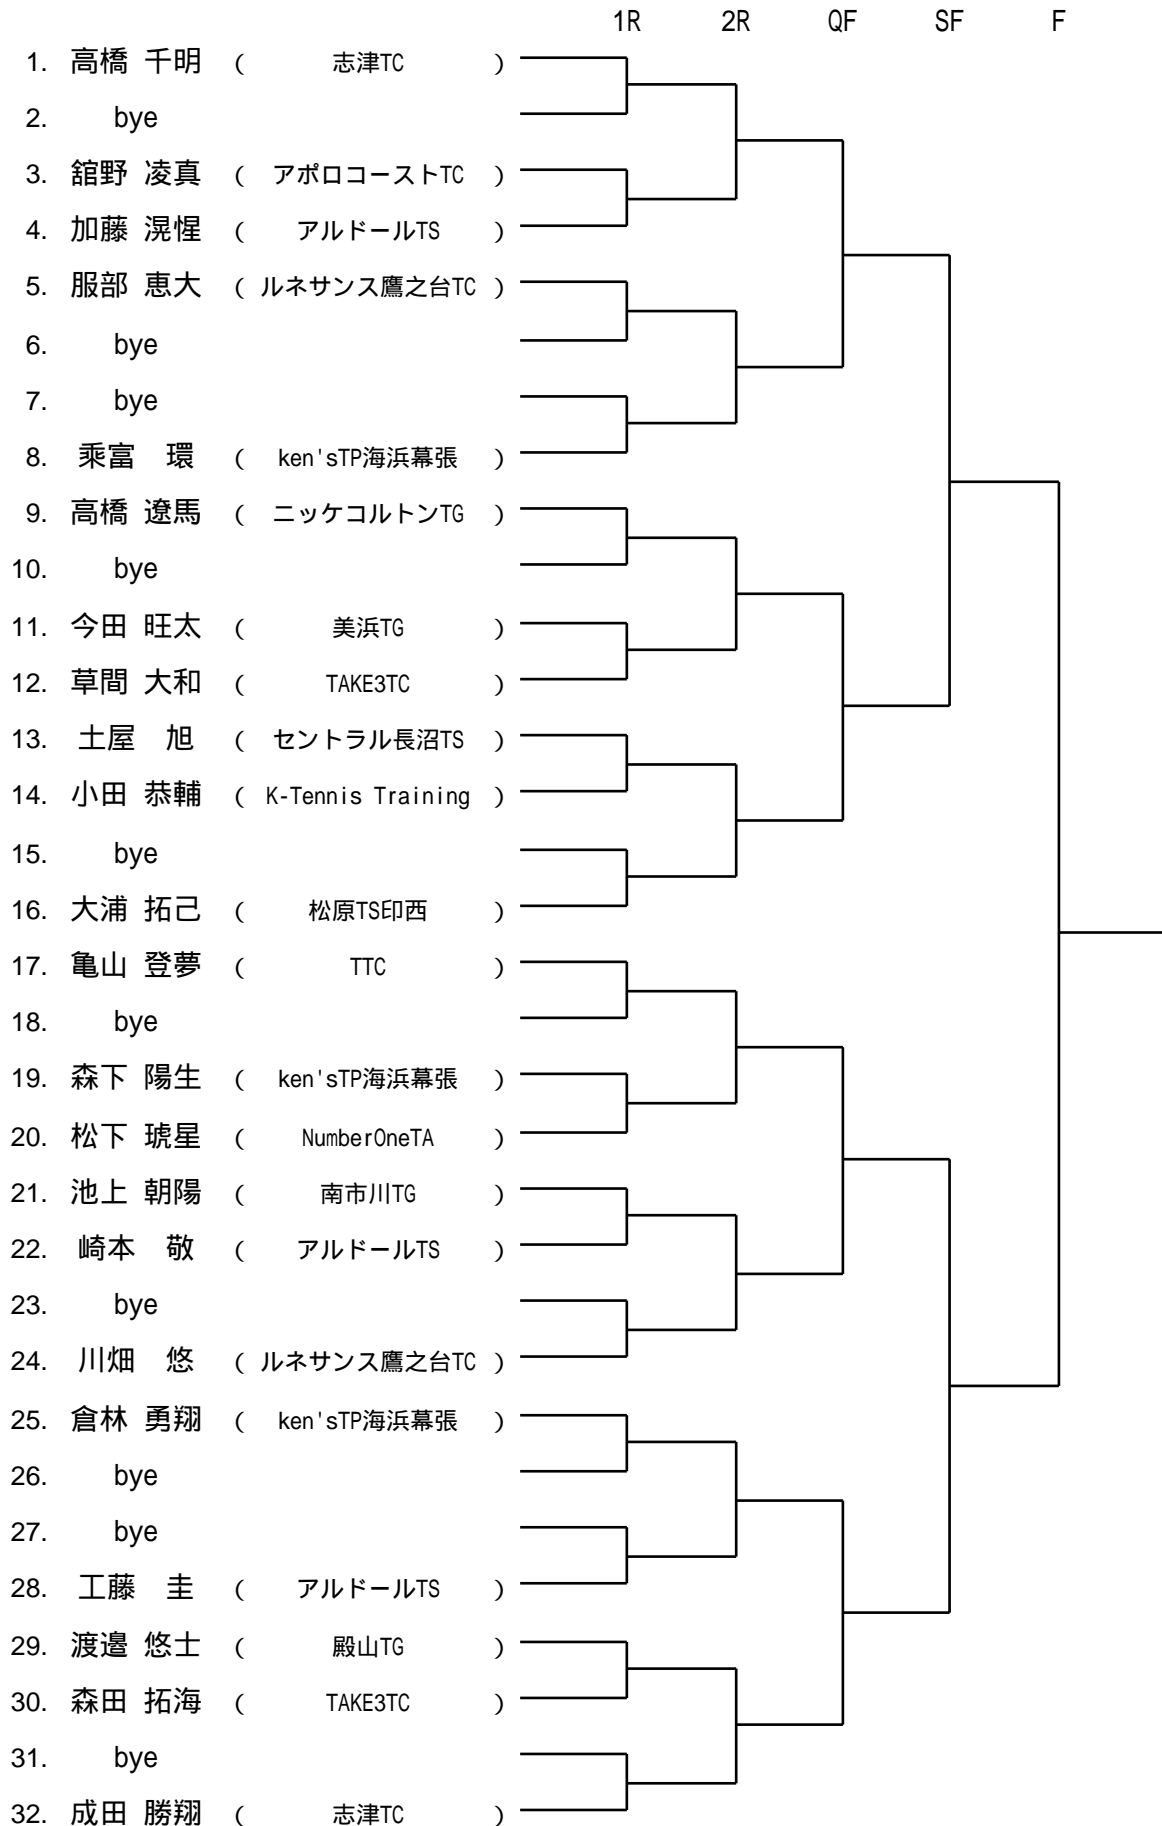 1R 2R QF SF F
1. 高橋 千明 ( 志津TC )
2. bye
3.舘野 凌真 ( アポロコーストTC )
4. 加藤 滉惺 ( アルドールTS )
5. 服部 恵大 ( ルネサンス鷹之台TC )
6. bye
7. bye
8. 乘富 環 ( ken'sTP海浜幕張 )
9. 高橋 遼馬 ( ニッケコルトンTG )
10. bye
11. 今田 旺太 ( 美浜TG )
12. 草間 大和 ( TAKE3TC )
13. 土屋 旭 ( セントラル長沼TS )
14. 小田 恭輔 ( K-Tennis Training )
15. bye
16. 大浦 拓己 ( 松原TS印西 )
17. 亀山 登夢 ( TTC )
18. bye
19. 森下 陽生 ( ken'sTP海浜幕張 )
20. 松下 琥星 ( NumberOneTA )
21. 池上 朝陽 ( 南市川TG )
22. 崎本 敬 ( アルドールTS )
23. bye
24. 川畑 悠 ( ルネサンス鷹之台TC )
25. 倉林 勇翔 ( ken'sTP海浜幕張 )
26. bye
27. bye
28. 工藤 圭 ( アルドールTS )
29. 渡邉 悠士 ( 殿山TG )
30. 森田 拓海 ( TAKE3TC )
31. bye
32. 成田 勝翔 ( 志津TC )